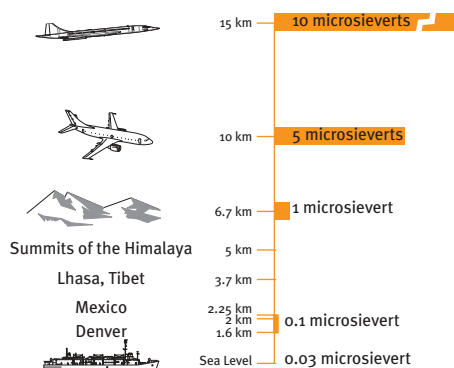 15 km 10 microsieverts
10 km 5 microsieverts
6.7 km 1 microsievert
Summits of the Himalaya
5 km
Lhasa, Tibet 3.7 km
Mexico 2.25 km
2 km 0.1 microsievert
Denver 1.6 km
Sea Level 0.03 microsievert